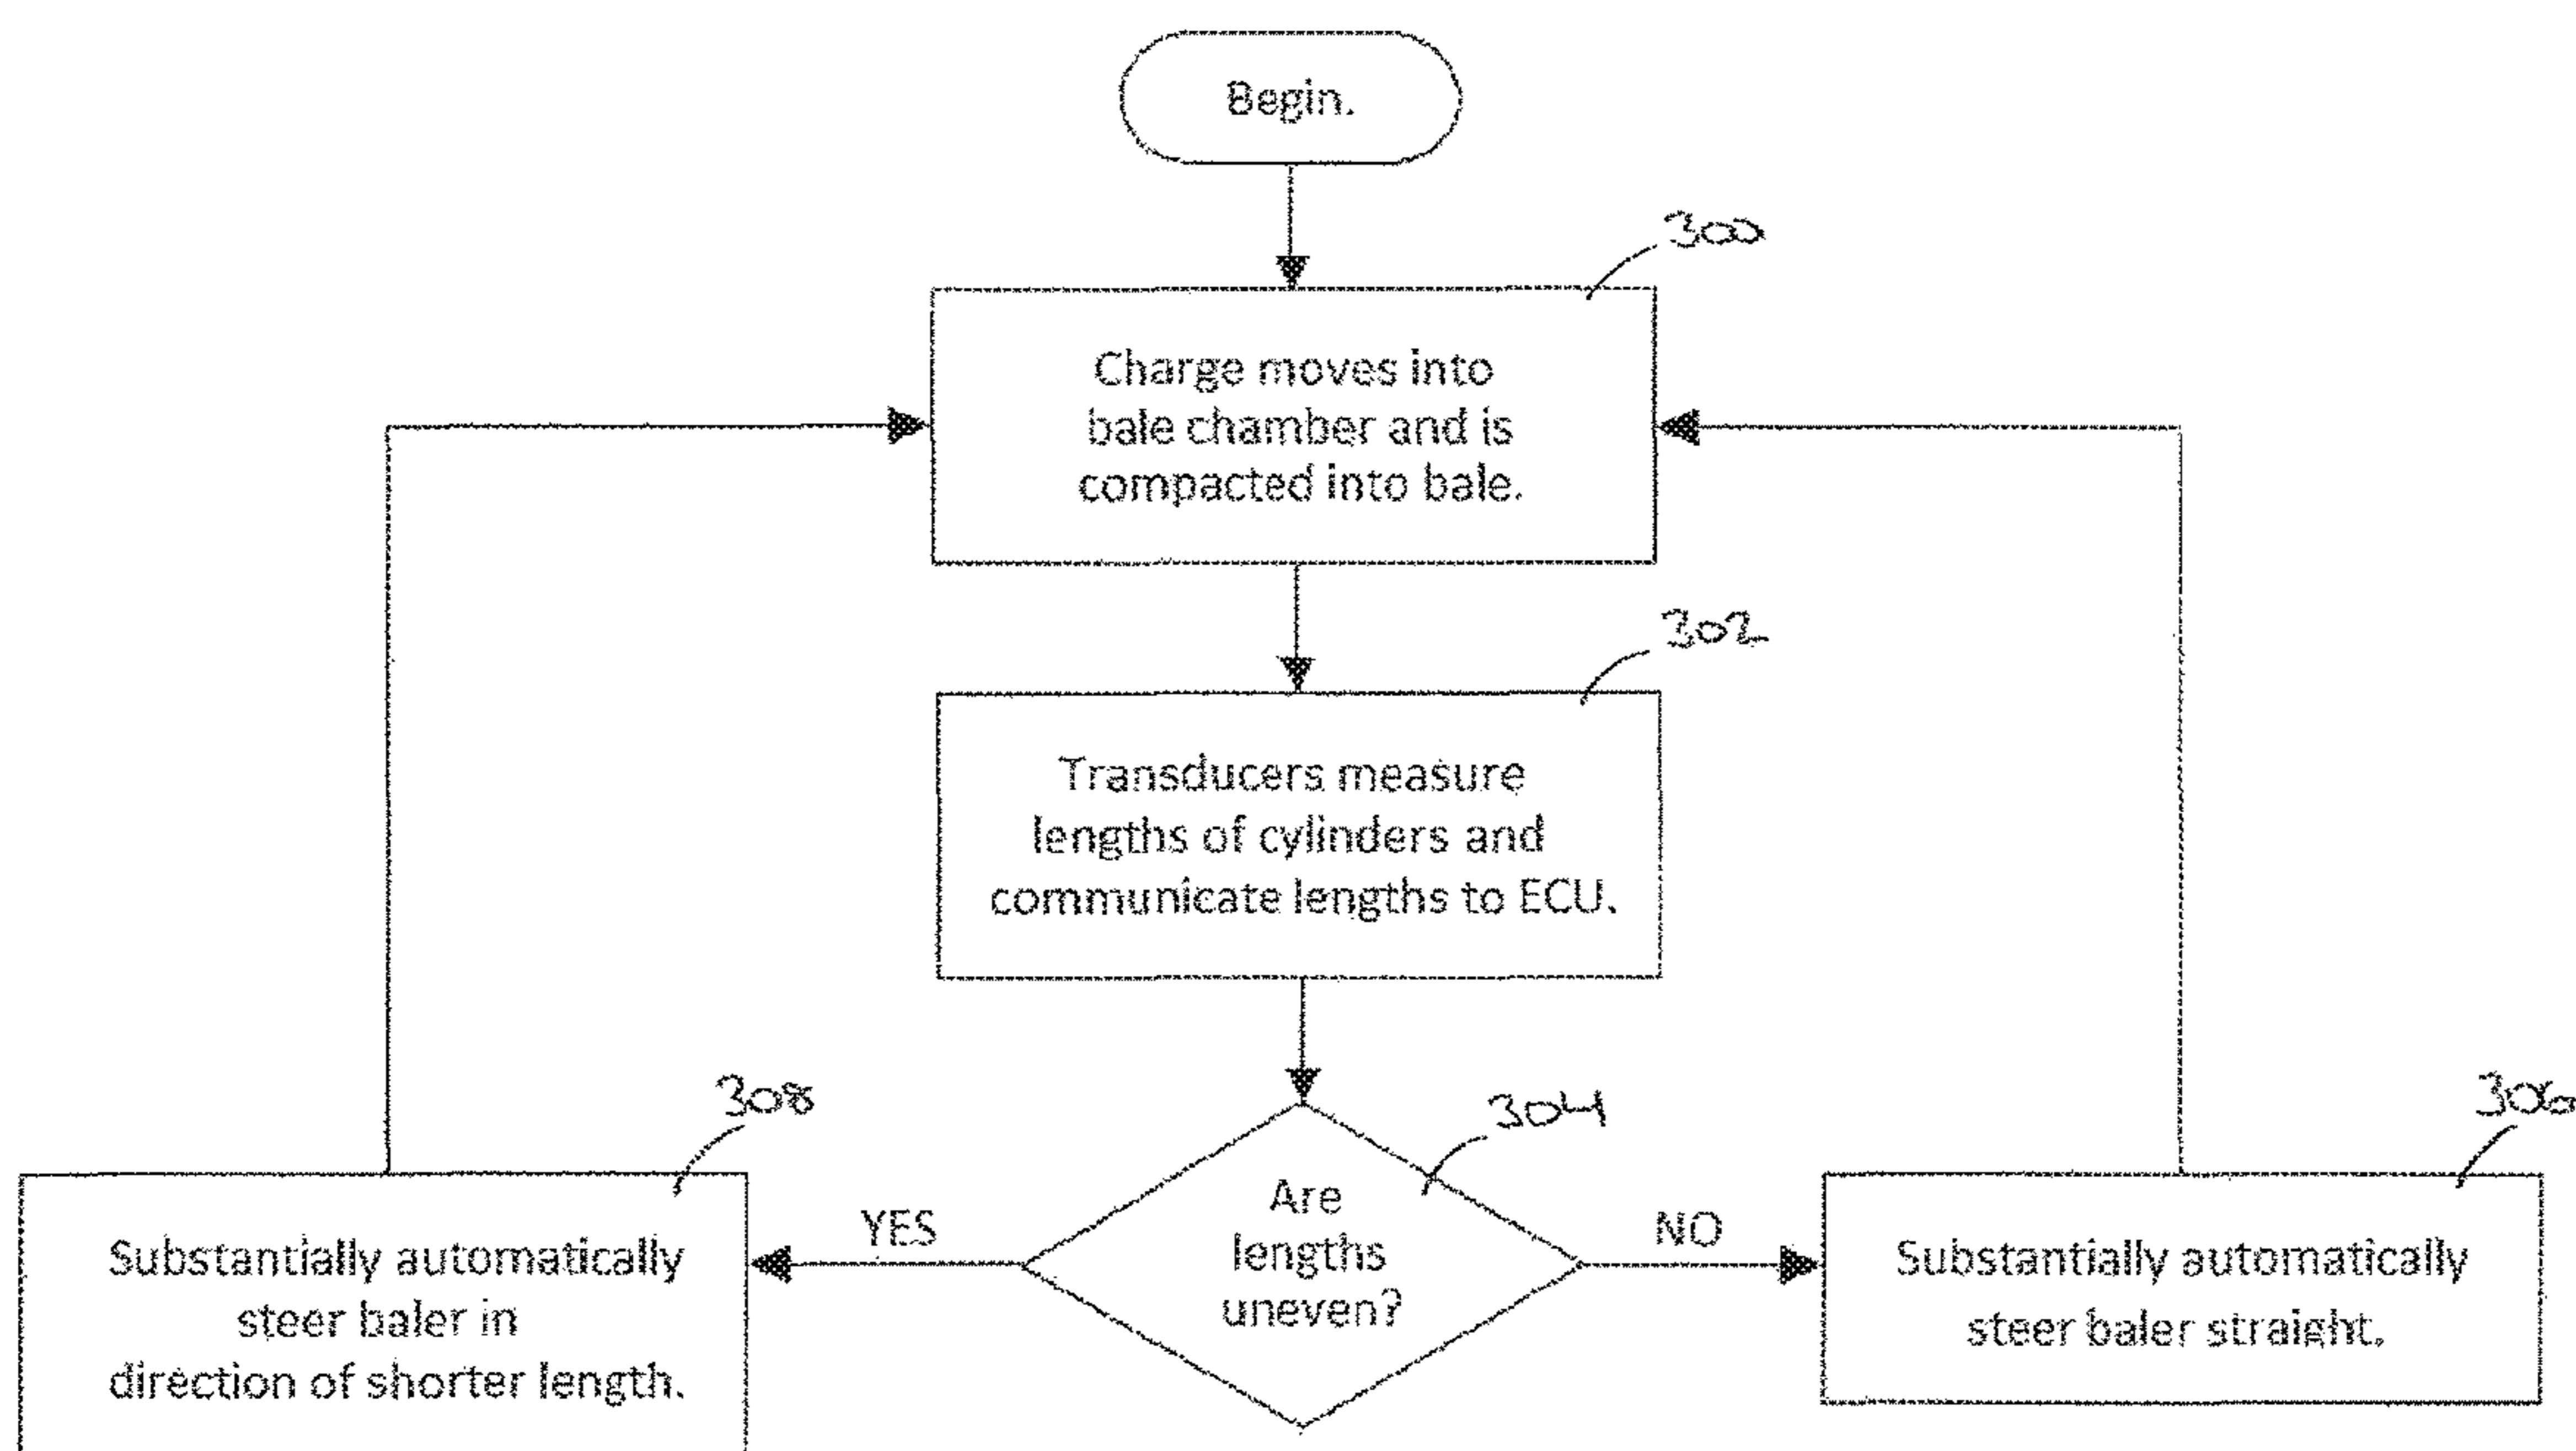 Begin.
300
Charge moves into
bale chamber and is
compacted into bale.
302
Transducers measure
lengths of cylinders and
communicate lengths to ECU.
304
Are
lengths
uneven?
YES
308
Substantially automatically
steer baler in
direction of shorter length.
NO
306
Substantially automatically
steer baler straight.